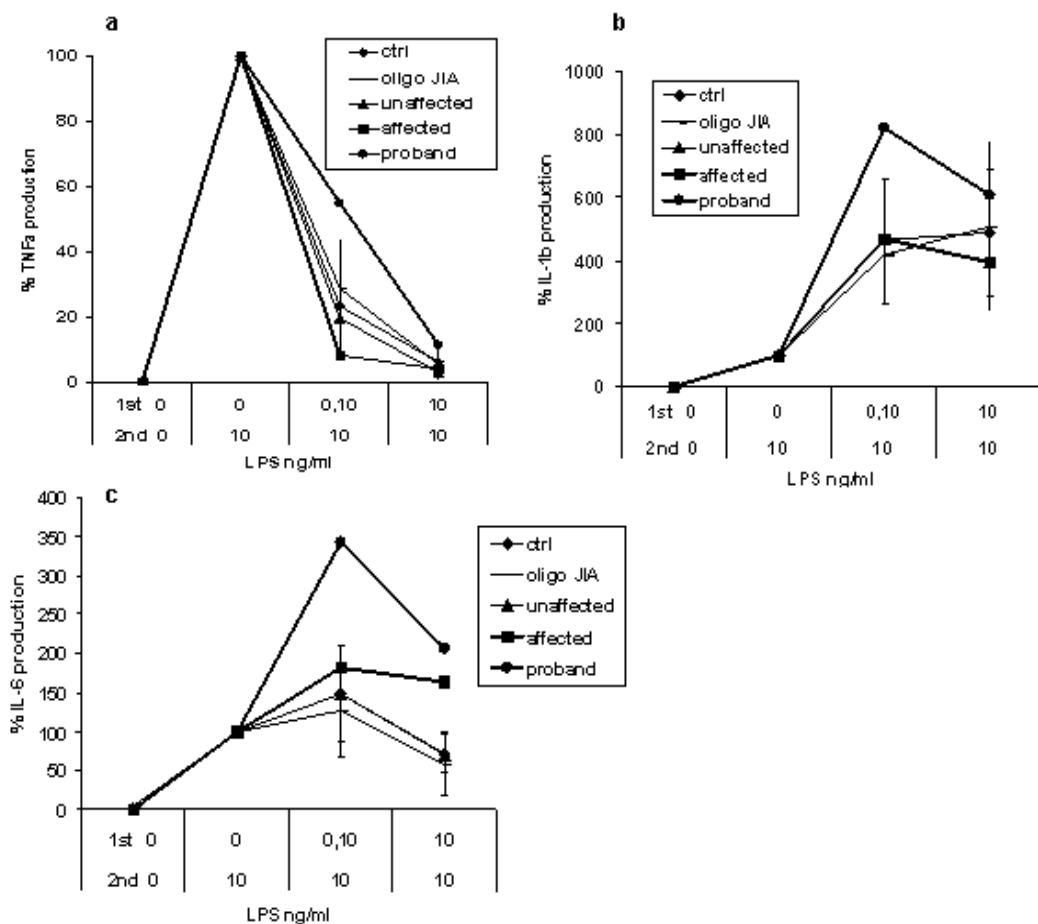 a
% TNFa production
100
80
60
40
20
0
ctrl
oligo JIA
unaffected
affected
proband
1st 0 0 0,10 10
2nd 0 10 10 10
LPS ng/ml
b
% IL-1b production
1000
800
600
400
200
0
ctrl
oligo JIA
unaffected
affected
proband
1st 0 0 0,10 10
2nd 0 10 10 10
LPS ng/ml
c
% IL-6 production
400
350
300
250
200
150
100
50
0
ctrl
oligo JIA
unaffected
affected
proband
1st 0 0 0,10 10
2nd 0 10 10 10
LPS ng/ml